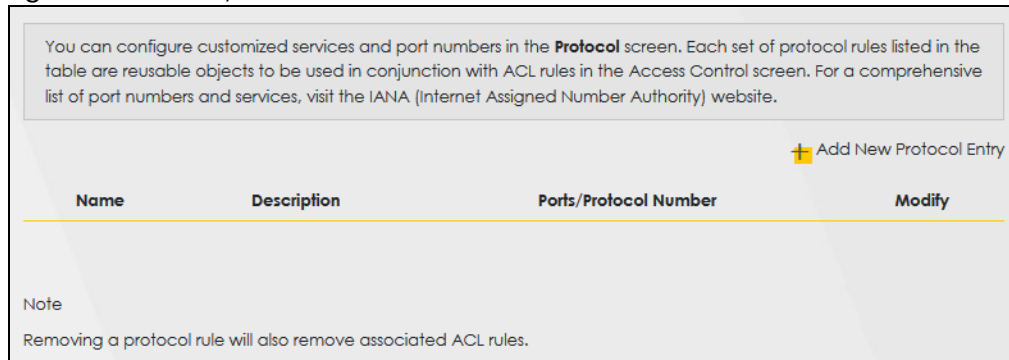 You can configure customized services and port numbers in the Protocol screen. Each set of protocol rules listed in the
table are reusable objects to be used in conjunction with ACL rules in the Access Control screen. For a comprehensive
list of port numbers and services, visit the IANA (Internet Assigned Number Authority) website.
+ Add New Protocol Entry
Name Description Ports/Protocol Number Modify
Note
Removing a protocol rule will also remove associated ACL rules.